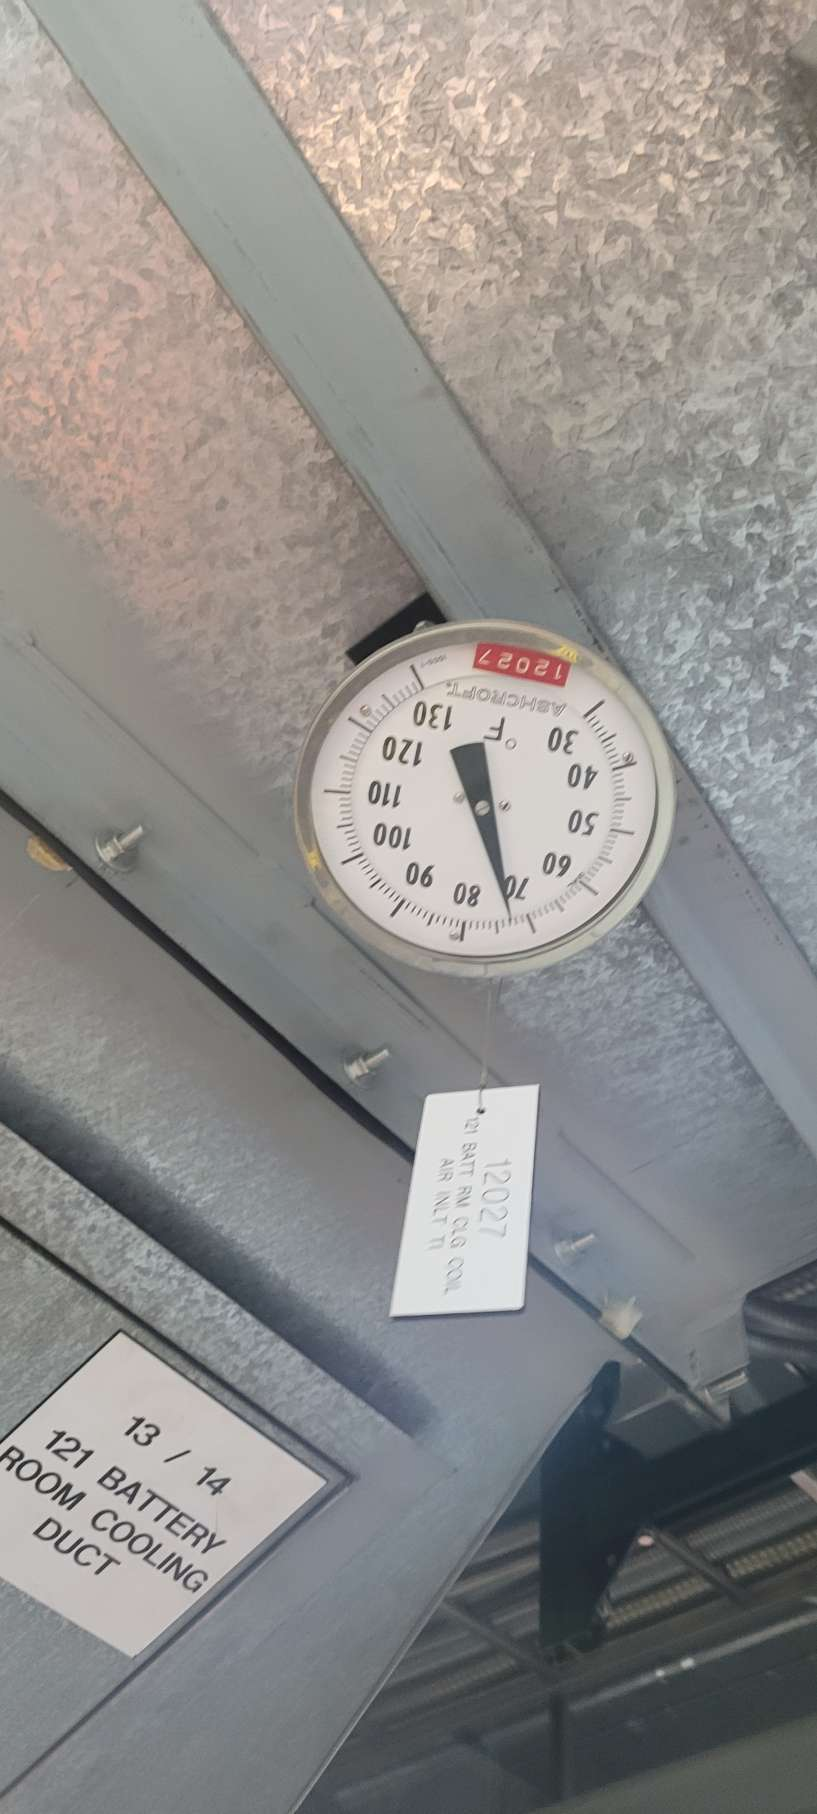 12027
ASHCROFT.
°F
30
40
50
60
70
80
90
100
110
120
130
12027
121 BATT RM CLG COIL
AIR INLT TI
13 / 14
121 BATTERY
ROOM COOLING
DUCT